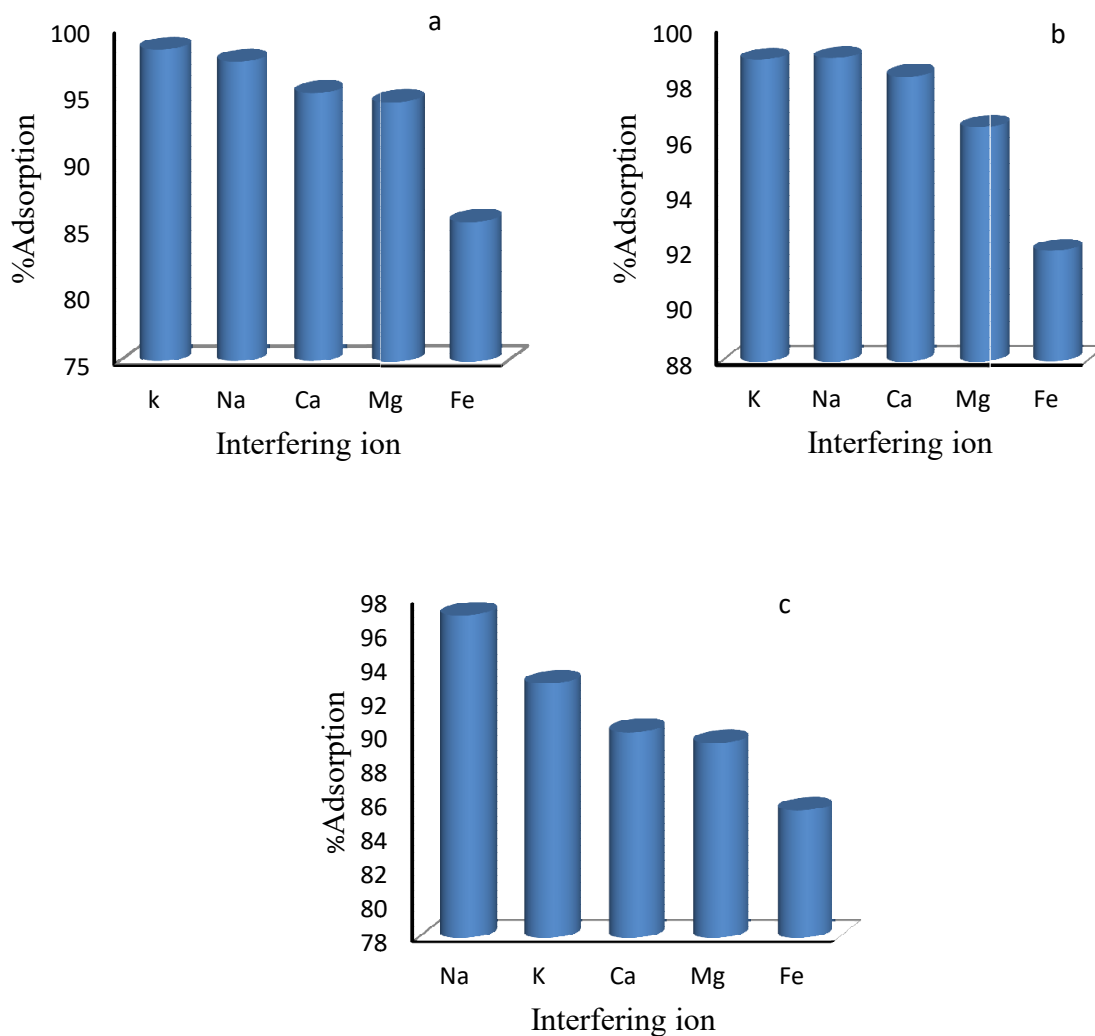 a
100
95
90
85
80
75
%Adsorption
k Na Ca Mg Fe
Interfering ion
b
100
98
96
94
92
90
88
%Adsorption
K Na Ca Mg Fe
Interfering ion
c
98
96
94
92
90
88
86
84
82
80
78
%Adsorption
Na K Ca Mg Fe
Interfering ion